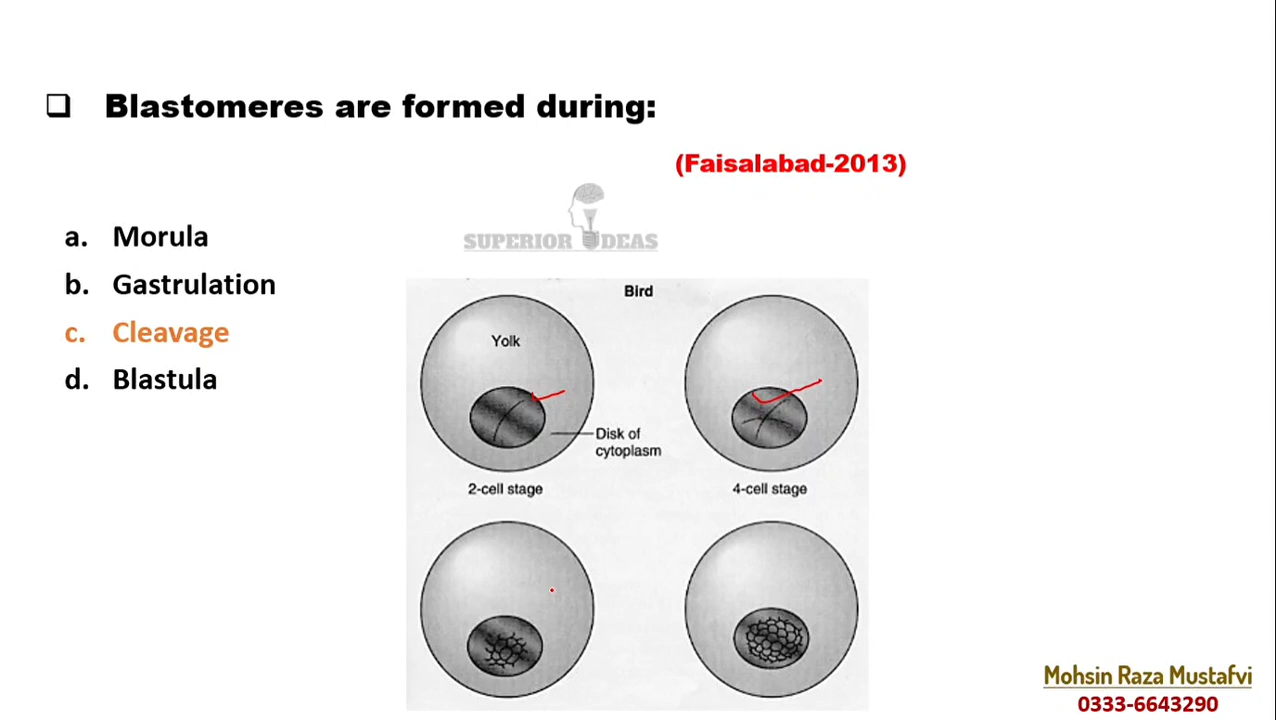 ❑ Blastomeres are formed during:
(Faisalabad-2013)
SUPERIOR IDEAS
a. Morula
b. Gastrulation
c. Cleavage
d. Blastula
Bird
Yolk
Disk of
cytoplasm
2-cell stage
4-cell stage
Mohsin Raza Mustafvi
0333-6643290